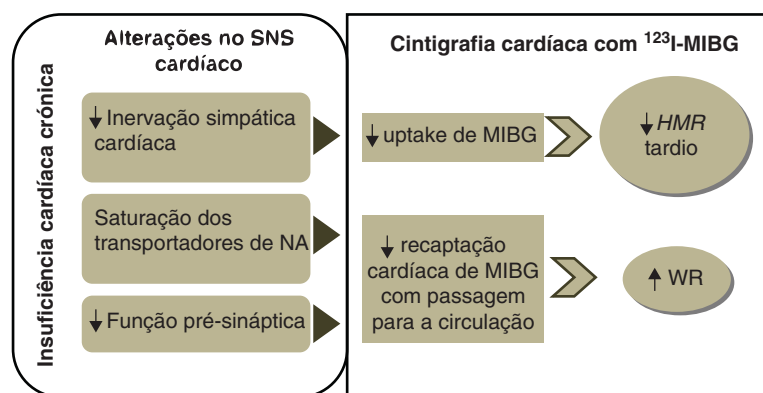 Insuficiência cardíaca crónica
Alterações no SNS
cardíaco
↓ Inervação simpática
cardíaca
Saturação dos
transportadores de NA
↓ Função pré-sináptica
Cintigrafia cardíaca com ¹²³I-MIBG
↓ uptake de MIBG
↓ HMR
tardio
↓ recaptação
cardíaca de MIBG
com passagem
para a circulação
↑ WR